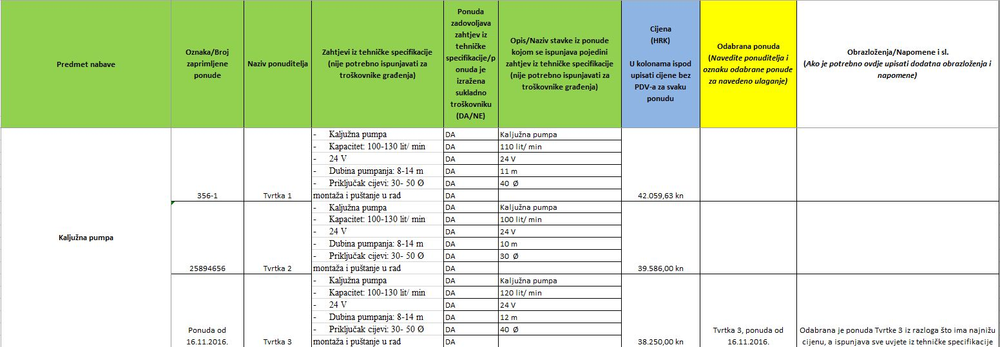 Predmet nabave
Oznaka/Broj
zaprimljene
ponude
Naziv ponuditelja
Zahtjevi iz tehničke specifikacije
(nije potrebno ispunjavati za
troškovnike građenja)
Ponuda
zadovoljava
zahtjev iz
tehničke
specifikacije/p
onuda je
izražena
sukladno
troškovniku
(DA/NE)
Opis/Naziv stavke iz ponude
kojom se ispunjava pojedini
zahtjev iz tehničke specifikacije
(nije potrebno ispunjavati za
troškovnike građenja)
Cijena
(HRK)
U kolonama ispod
upisati cijene bez
PDV-a za svaku
ponudu
Odabrana ponuda
(Navedite ponuditelja i
oznaku odabrane ponude
za navedeno ulaganje)
Obrazloženja/Napomene i sl.
(Ako je potrebno ovdje upisati dodatna obrazloženja i
napomene)
Kaljužna pumpa
356-1
Tvrtka 1
- Kaljužna pumpa DA Kaljužna pumpa
- Kapacitet: 100-130 lit/ min DA 110 lit/ min
- 24 V DA 24 V
- Dubina pumpanja: 8-14 m DA 11 m
- Priključak cijevi: 30- 50 Ø DA 40 Ø
montaža i puštanje u rad DA
42.059,63 kn
25894656
Tvrtka 2
- Kaljužna pumpa DA Kaljužna pumpa
- Kapacitet: 100-130 lit/ min DA 100 lit/ min
- 24 V DA 24 V
- Dubina pumpanja: 8-14 m DA 10 m
- Priključak cijevi: 30- 50 Ø DA 30 Ø
montaža i puštanje u rad DA
39.586,00 kn
Ponuda od
16.11.2016.
Tvrtka 3
- Kaljužna pumpa DA Kaljužna pumpa
- Kapacitet: 100-130 lit/ min DA 120 lit/ min
- 24 V DA 24 V
- Dubina pumpanja: 8-14 m DA 12 m
- Priključak cijevi: 30- 50 Ø DA 40 Ø
montaža i puštanje u rad DA
38.250,00 kn
Tvrtka 3, ponuda od
16.11.2016.
Odabrana je ponuda Tvrtke 3 iz razloga što ima najnižu
cijenu, a ispunjava sve uvjete iz tehničke specifikacije